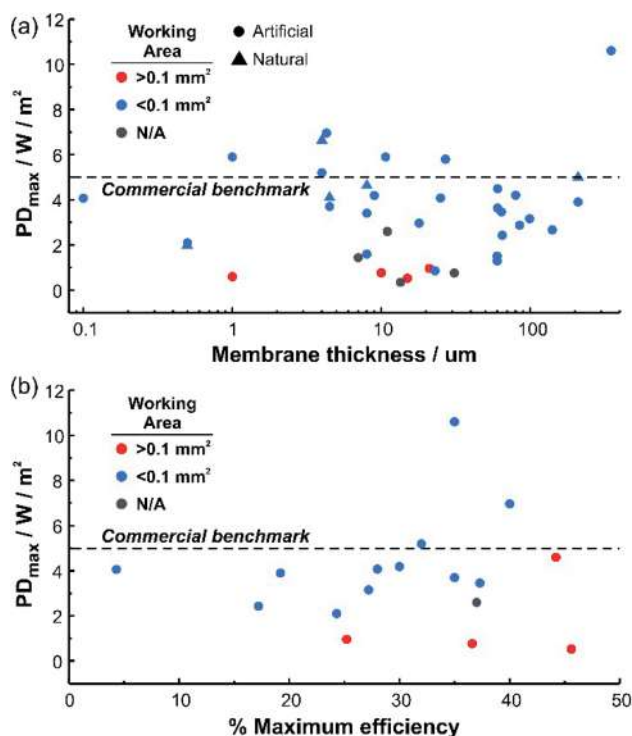 (a)
Working
Area
>0.1 mm²
<0.1 mm²
N/A
Artificial
Natural
Commercial benchmark
PDmax / W / m²
12
10
8
6
4
2
0
0.1 1 10 100
Membrane thickness / um
(b)
Working
Area
>0.1 mm²
<0.1 mm²
N/A
Commercial benchmark
PDmax / W / m²
12
10
8
6
4
2
0
0 10 20 30 40 50
% Maximum efficiency